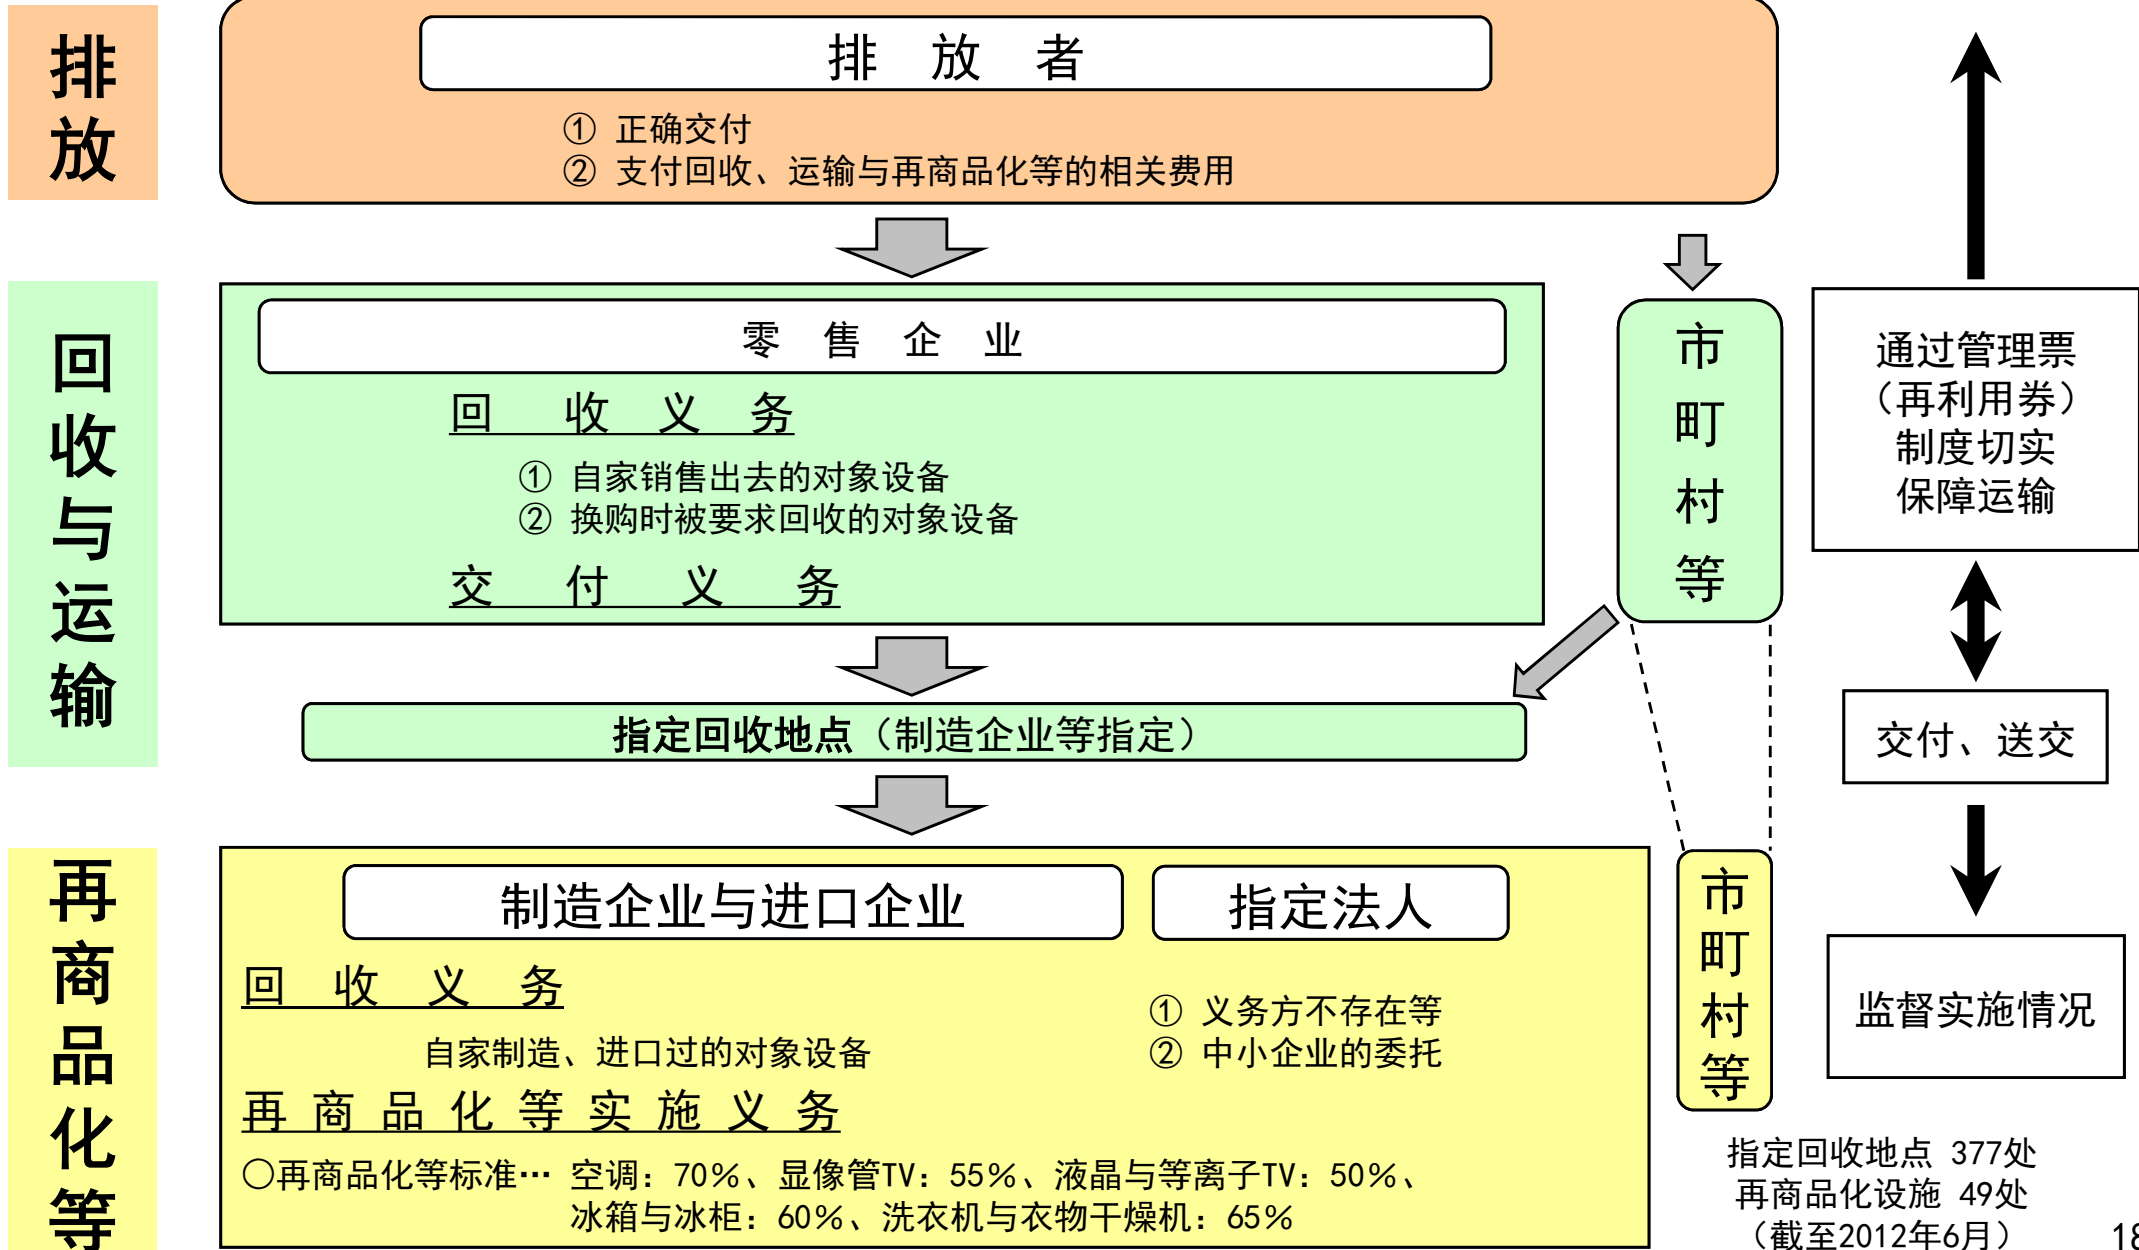 排放
排放者
① 正确交付
② 支付回收、运输与再商品化等的相关费用
回收与运输
零售企业
回收义务
① 自家销售出去的对象设备
② 换购时被要求回收的对象设备
交付义务
市町村等
通过管理票
（再利用券）
制度切实
保障运输
指定回收地点（制造企业等指定）
交付、送交
再商品化等
制造企业与进口企业
指定法人
回收义务
自家制造、进口过的对象设备
① 义务方不存在等
② 中小企业的委托
再商品化等实施义务
○再商品化等标准… 空调：70％、显像管TV：55％、液晶与等离子TV：50％、
冰箱与冰柜：60％、洗衣机与衣物干燥机：65％
市町村等
监督实施情况
指定回收地点 377处
再商品化设施 49处
（截至2012年6月）
18